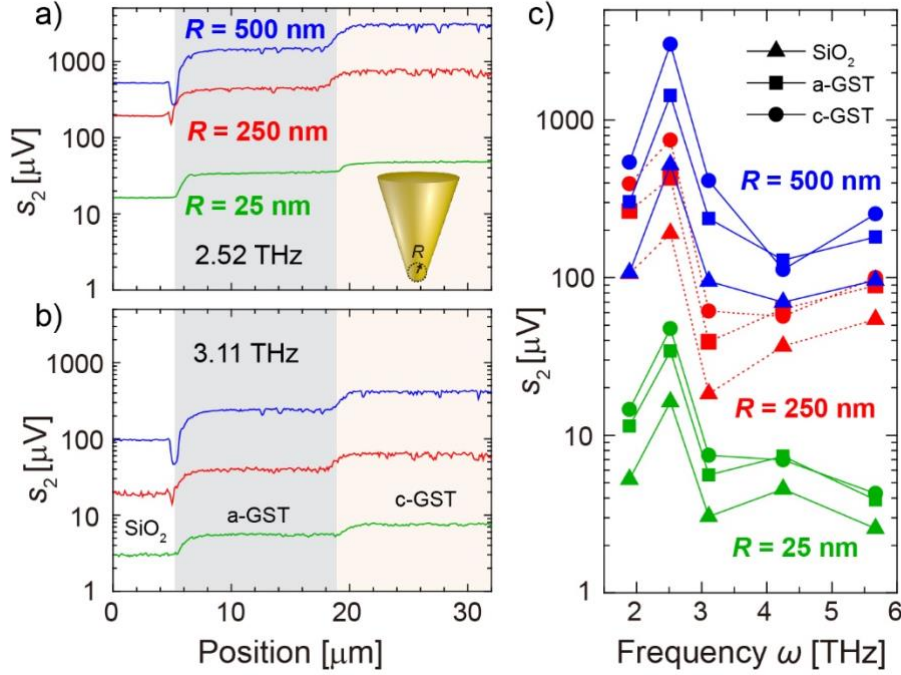 a)
1000
100
10
1
s₂ [μV]
R = 500 nm
R = 250 nm
R = 25 nm
2.52 THz
R
b)
1000
100
10
1
s₂ [μV]
3.11 THz
SiO₂
a-GST
c-GST
0
10
20
30
Position [μm]
c)
1000
100
10
1
s₂ [μV]
SiO₂
a-GST
c-GST
R = 500 nm
R = 250 nm
R = 25 nm
2
3
4
5
6
Frequency ω [THz]